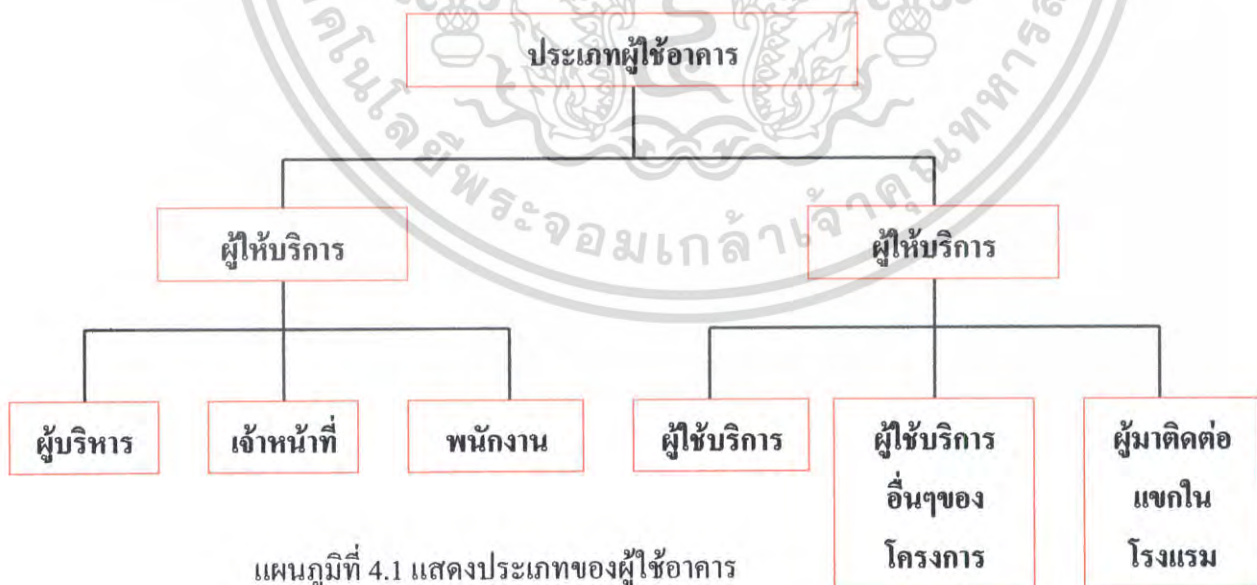 ประเภทผู้ใช้อาคาร
ผู้ให้บริการ
ผู้ให้บริการ
ผู้บริหาร
เจ้าหน้าที่
พนักงาน
ผู้ใช้บริการ
ผู้ใช้บริการ
อื่นๆของ
โครงการ
ผู้มาติดต่อ
แขกใน
โรงแรม
แผนภูมิที่ 4.1 แสดงประเภทของผู้ใช้อาคาร